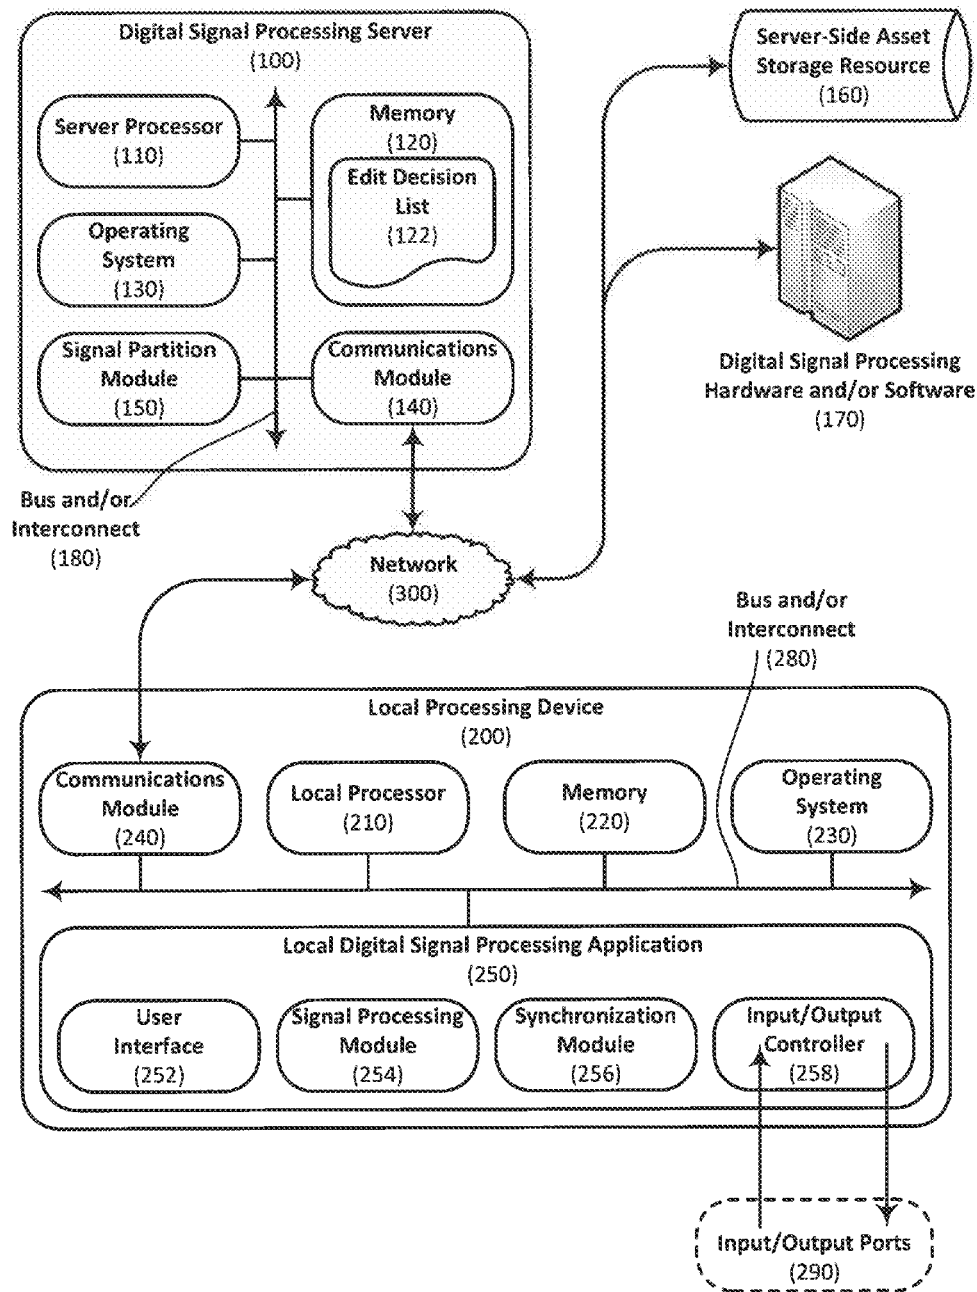 Digital Signal Processing Server
(100)
Server Processor
(110)
Memory
(120)
Edit Decision
List
(122)
Operating
System
(130)
Signal Partition
Module
(150)
Communications
Module
(140)
Server-Side Asset
Storage Resource
(160)
Digital Signal Processing
Hardware and/or Software
(170)
Bus and/or
Interconnect
(180)
Network
(300)
Bus and/or
Interconnect
(280)
Local Processing Device
(200)
Communications
Module
(240)
Local Processor
(210)
Memory
(220)
Operating
System
(230)
Local Digital Signal Processing Application
(250)
User
Interface
(252)
Signal Processing
Module
(254)
Synchronization
Module
(256)
Input/Output
Controller
(258)
Input/Output Ports
(290)